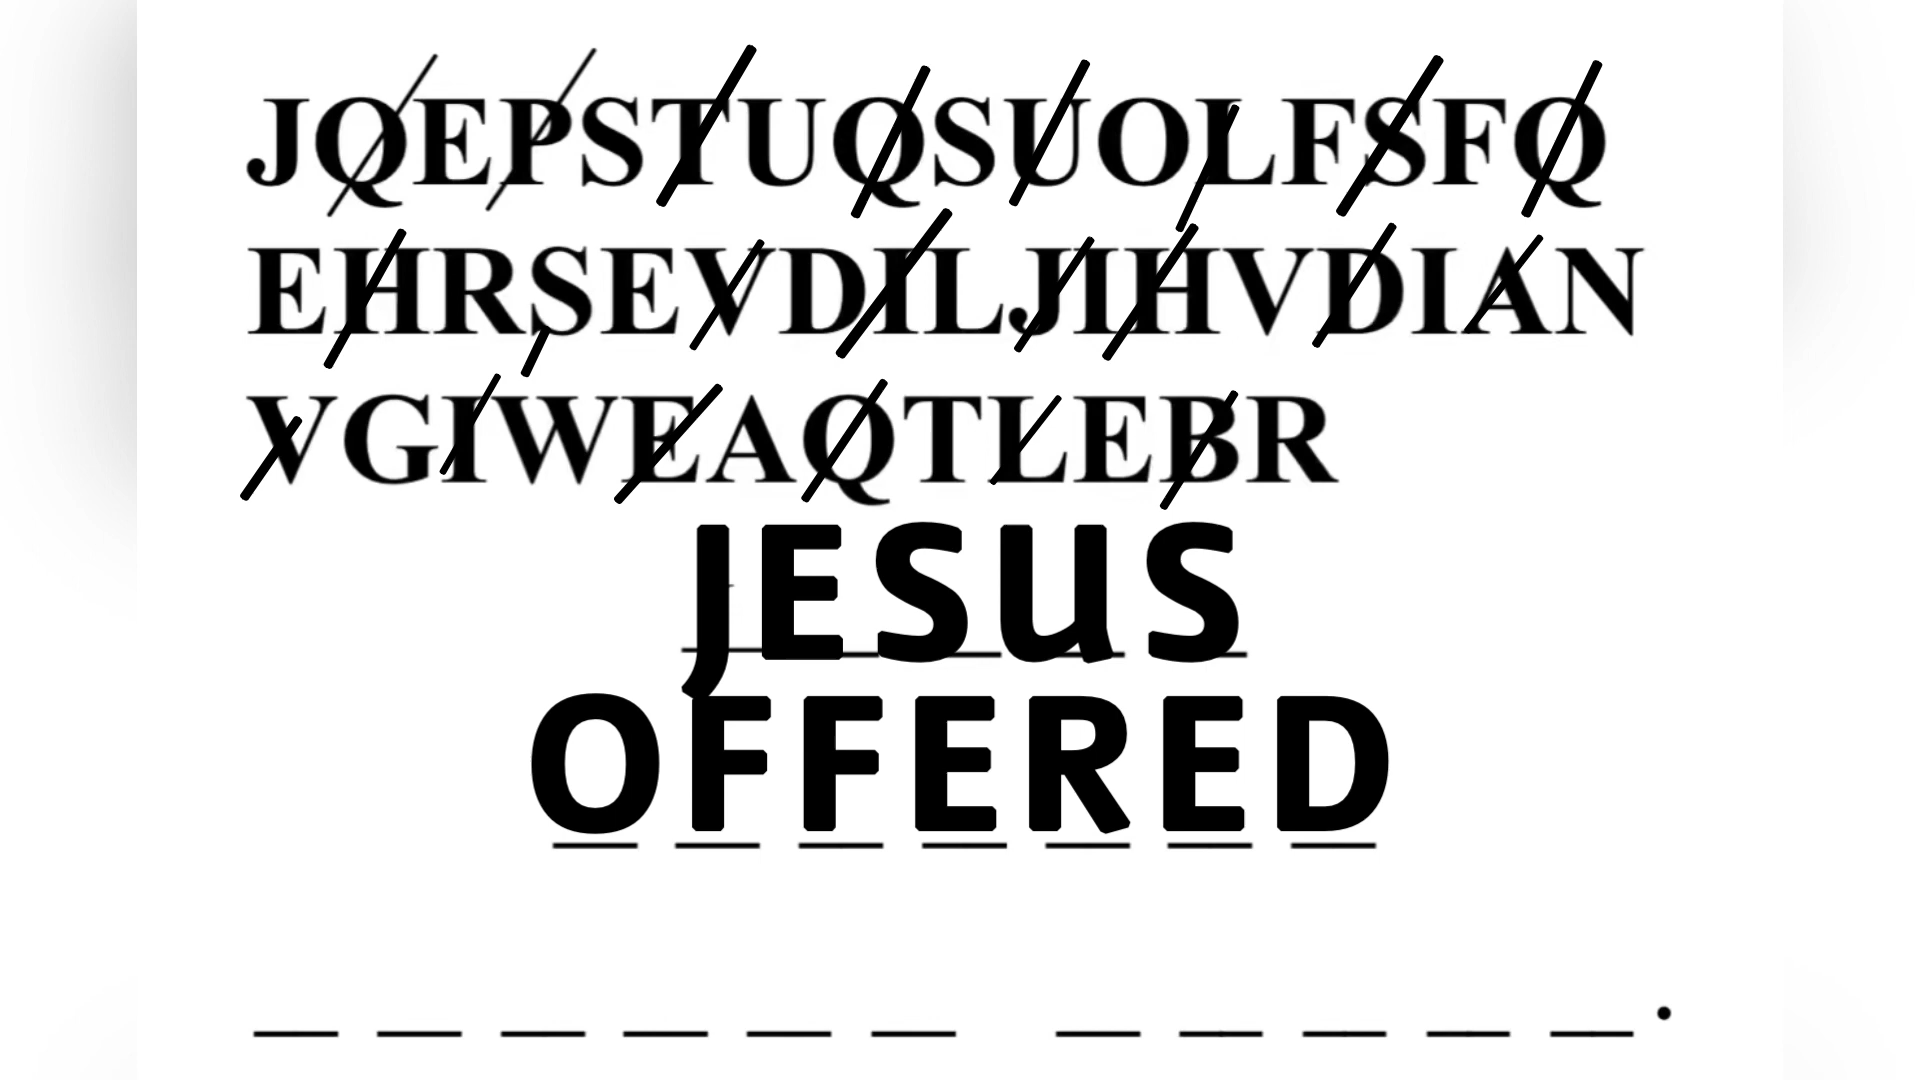 JQEPSTUQSUOLFSFQ
EHRSEVDILJIHVDIAN
VGIWEAQTLEBR
JESUS
OFFERED
_ _ _ _ _ _ _ _ _ _ _ .